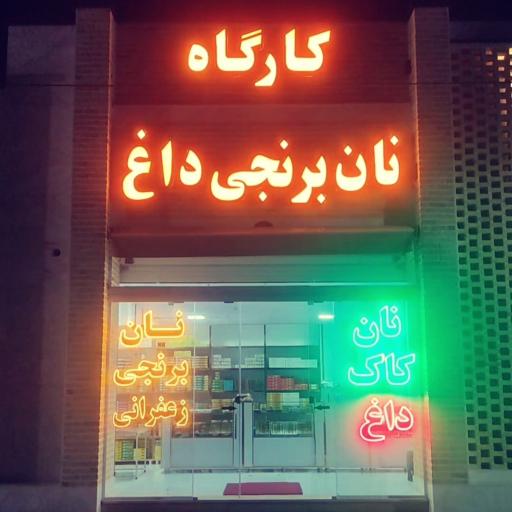 کارگاه
نان برنجی داغ
نان
برنجی
زعفرانی
نان
کاک
داغ